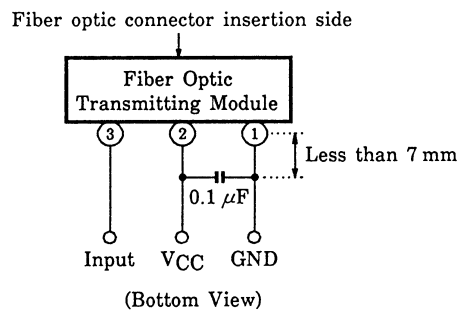 Fiber optic connector insertion side
Fiber Optic
Transmitting Module
3 2 1
Less than 7 mm
0.1 μF
Input VCC GND
(Bottom View)